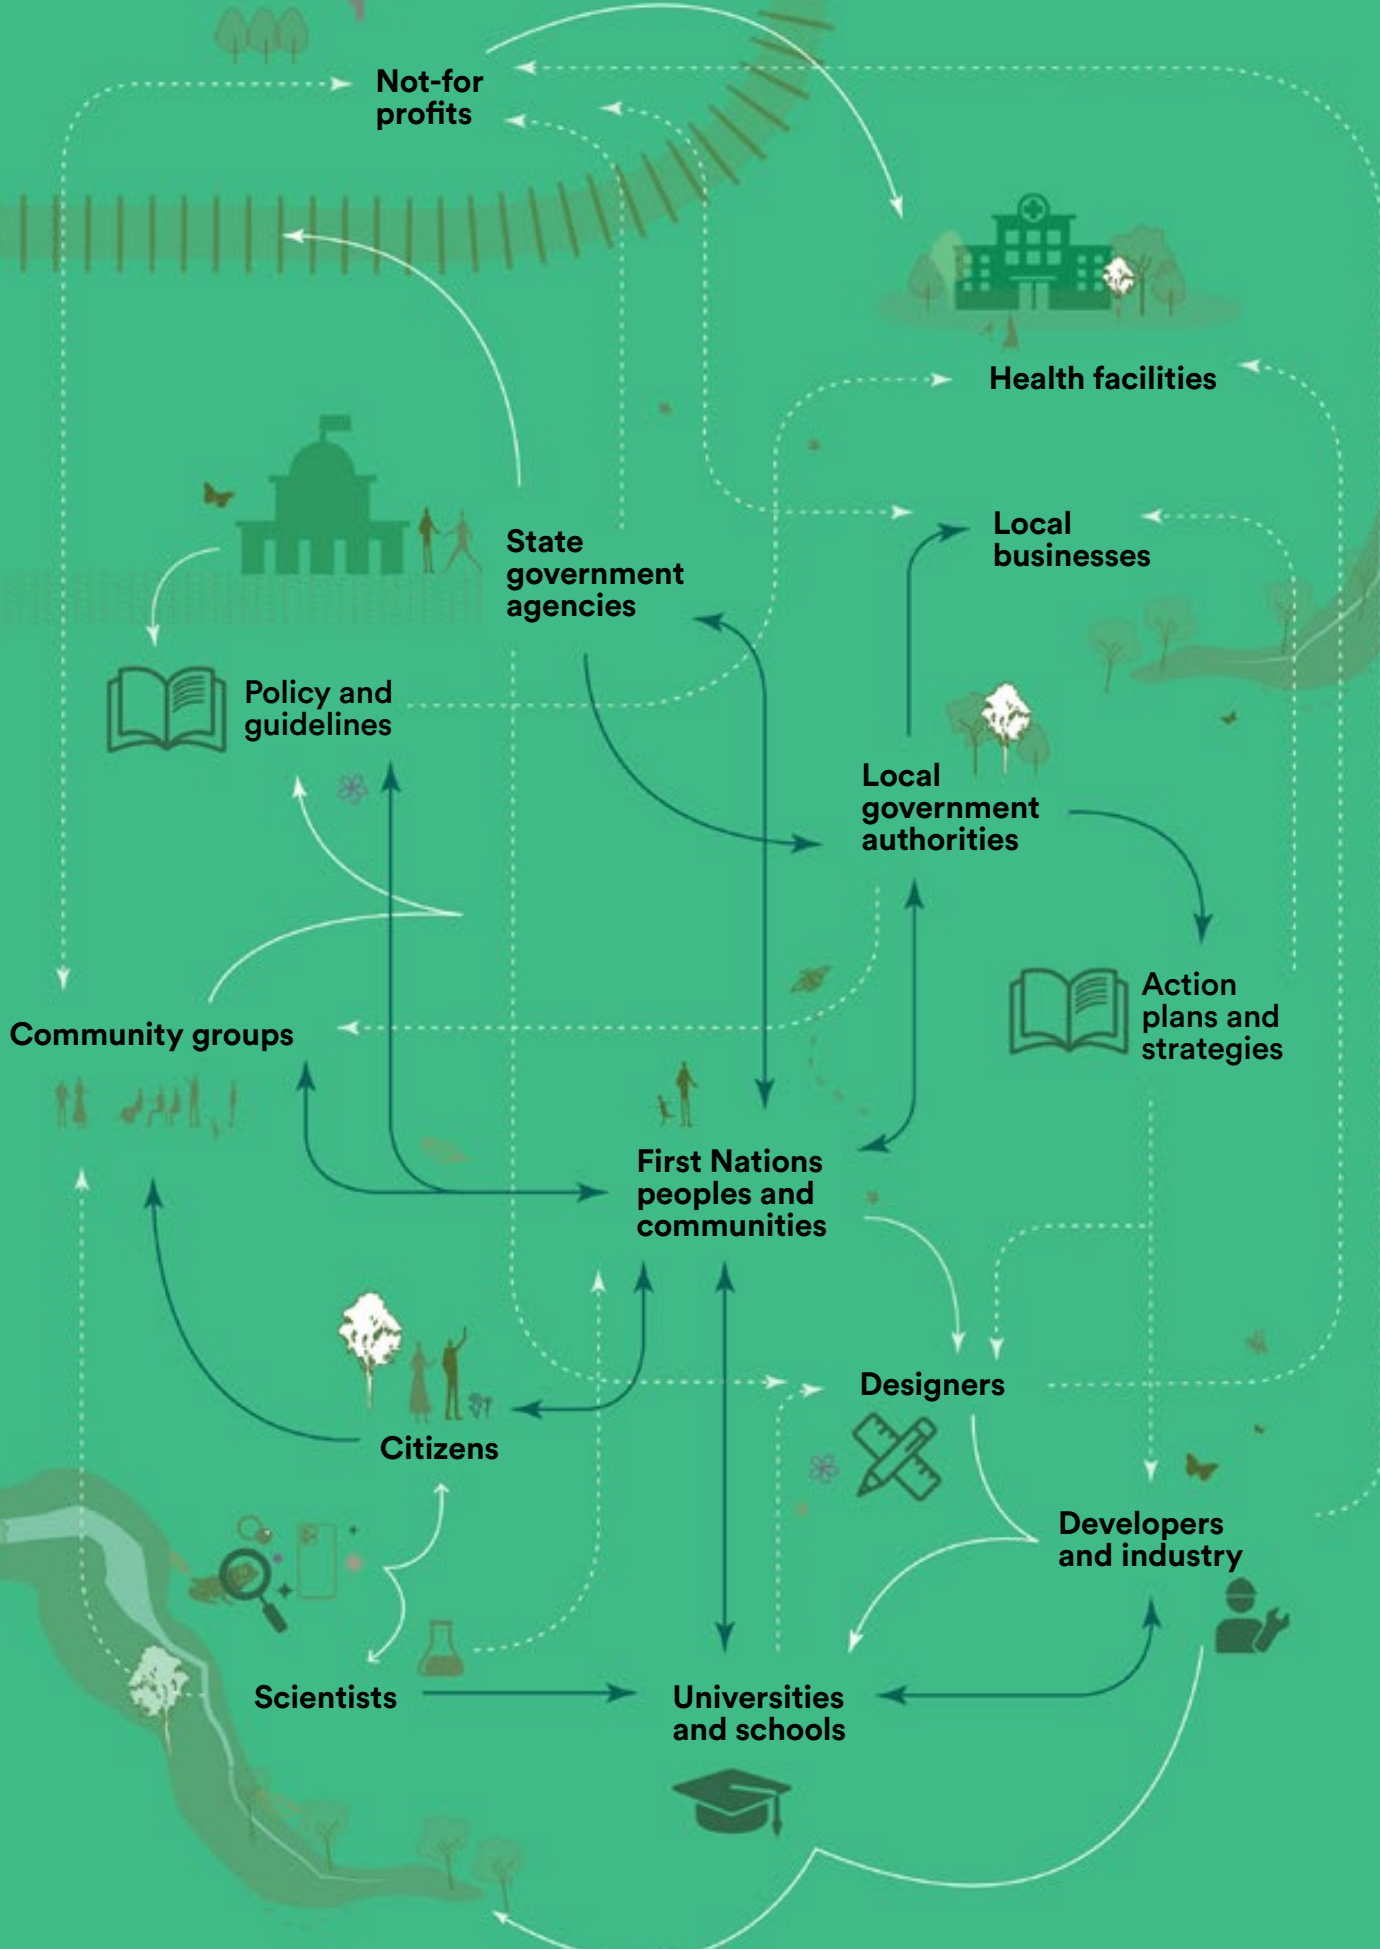 Not-for
profits
Health facilities
Local
businesses
State
government
agencies
Policy and
guidelines
Local
government
authorities
Action
plans and
strategies
Community groups
First Nations
peoples and
communities
Designers
Citizens
Developers
and industry
Scientists
Universities
and schools